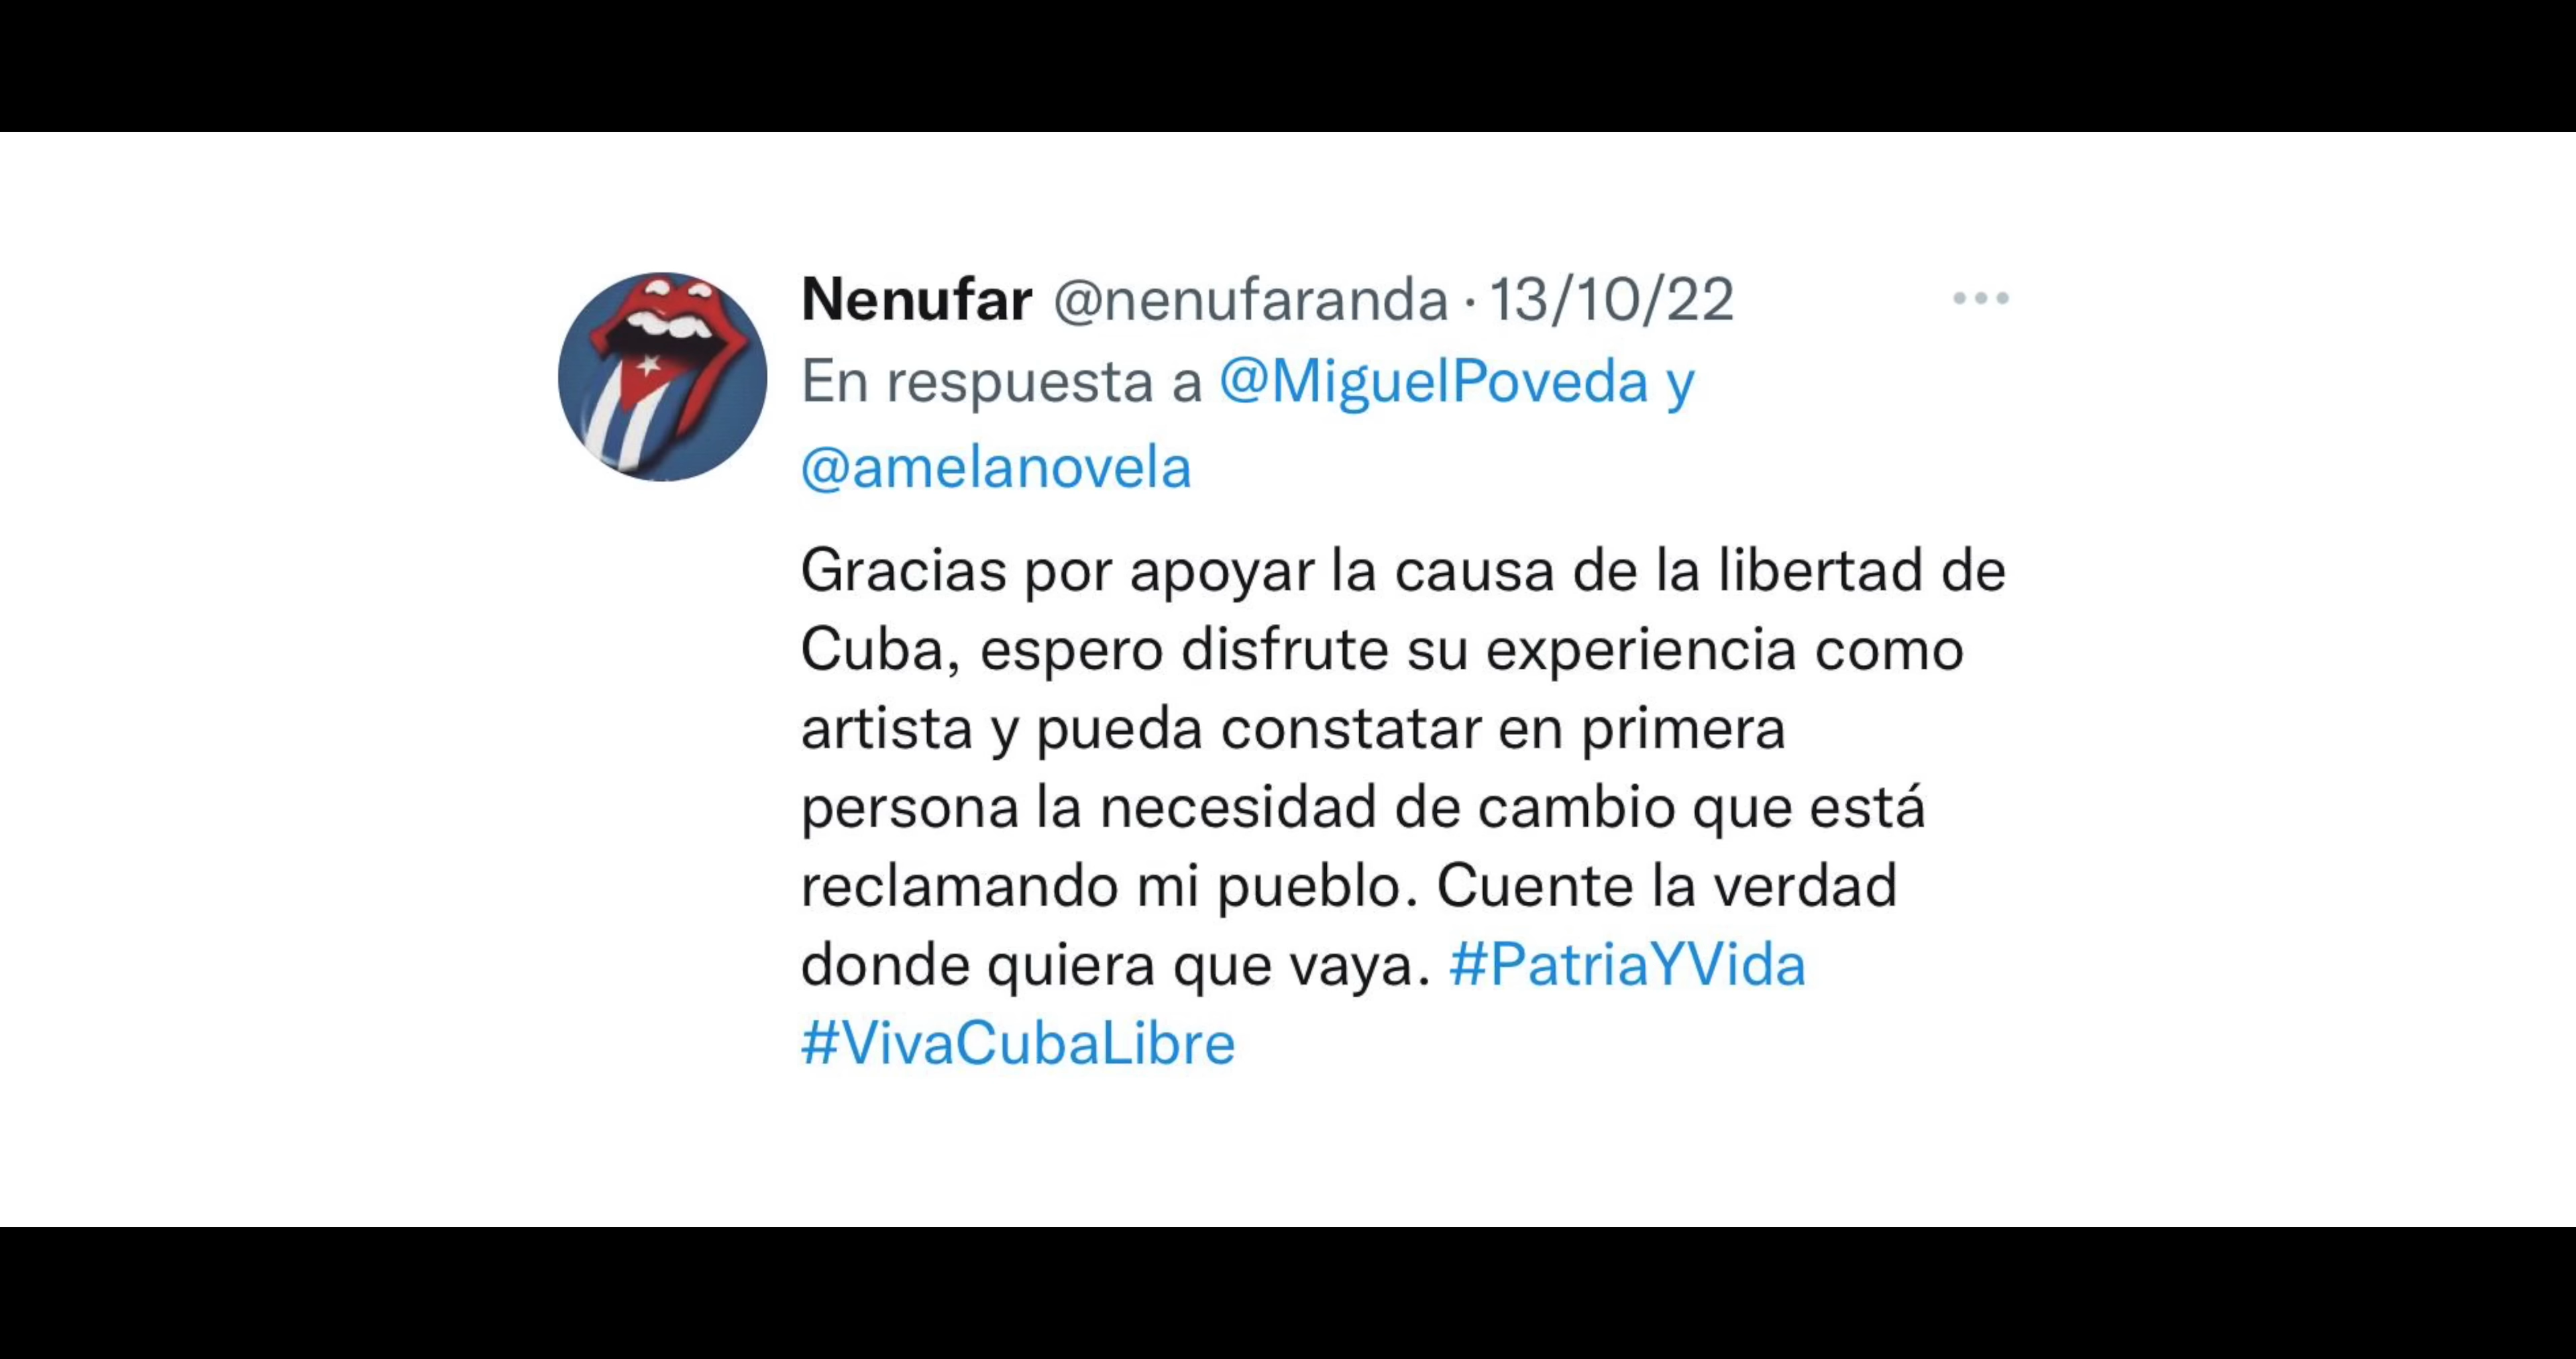 Nenufar @nenufaranda · 13/10/22
En respuesta a @MiguelPoveda y
@amelanovela
Gracias por apoyar la causa de la libertad de
Cuba, espero disfrute su experiencia como
artista y pueda constatar en primera
persona la necesidad de cambio que está
reclamando mi pueblo. Cuente la verdad
donde quiera que vaya. #PatriaYVida
#VivaCubaLibre